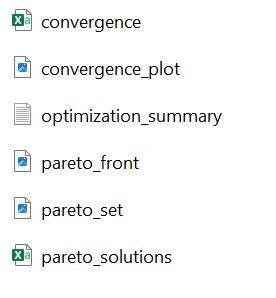 convergence
convergence_plot
optimization_summary
pareto_front
pareto_set
pareto_solutions